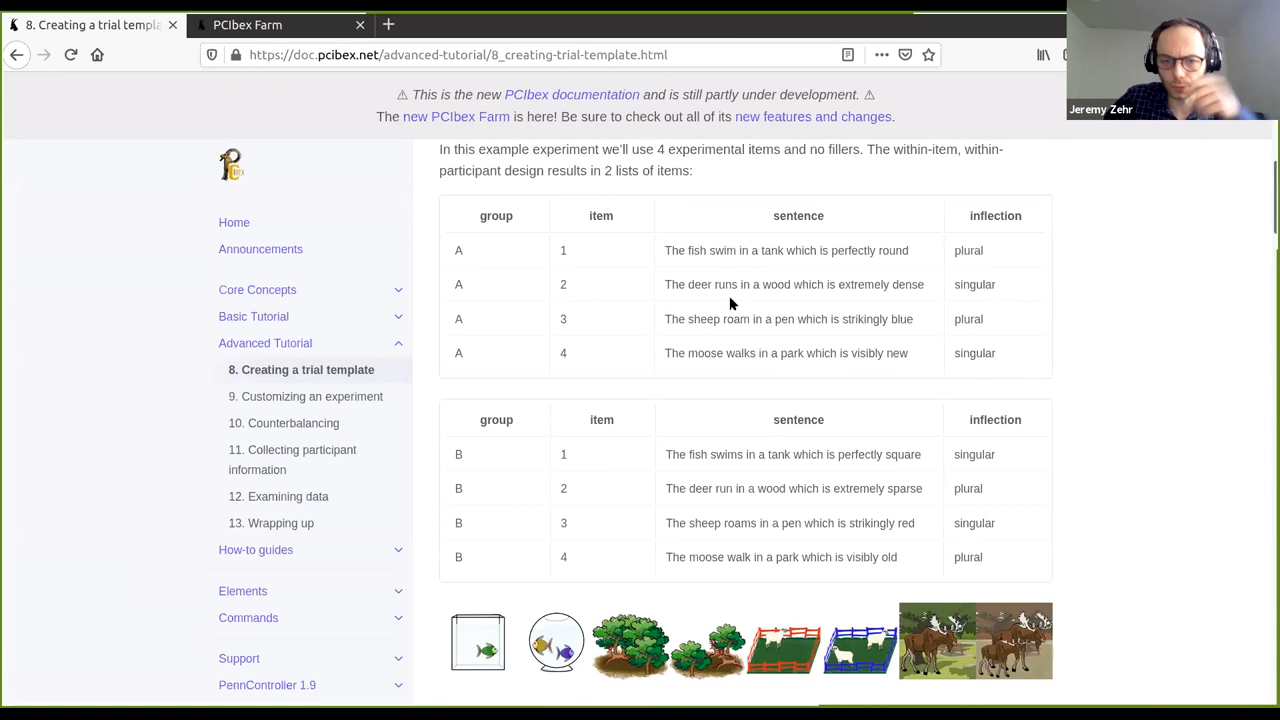 8. Creating a trial templa
PCIbex Farm
https://doc.pcibex.net/advanced-tutorial/8_creating-trial-template.html
Jeremy Zehr
⚠ This is the new PCIbex documentation and is still partly under development. ⚠
The new PCIbex Farm is here! Be sure to check out all of its new features and changes.
Home
Announcements
Core Concepts
Basic Tutorial
Advanced Tutorial
8. Creating a trial template
9. Customizing an experiment
10. Counterbalancing
11. Collecting participant
information
12. Examining data
13. Wrapping up
How-to guides
Elements
Commands
Support
PennController 1.9
In this example experiment we'll use 4 experimental items and no fillers. The within-item, within-
participant design results in 2 lists of items:
group item sentence inflection
A 1 The fish swim in a tank which is perfectly round plural
A 2 The deer runs in a wood which is extremely dense singular
A 3 The sheep roam in a pen which is strikingly blue plural
A 4 The moose walks in a park which is visibly new singular
group item sentence inflection
B 1 The fish swims in a tank which is perfectly square singular
B 2 The deer run in a wood which is extremely sparse plural
B 3 The sheep roams in a pen which is strikingly red singular
B 4 The moose walk in a park which is visibly old plural